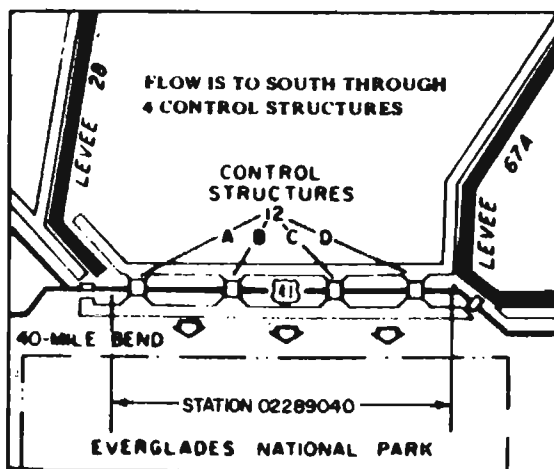 FLOW IS TO SOUTH THROUGH
4 CONTROL STRUCTURES
LEVEE 28
LEVEE 67A
CONTROL
STRUCTURES
12
A B C D
41
40-MILE BEND
STATION 02289040
EVERGLADES NATIONAL PARK